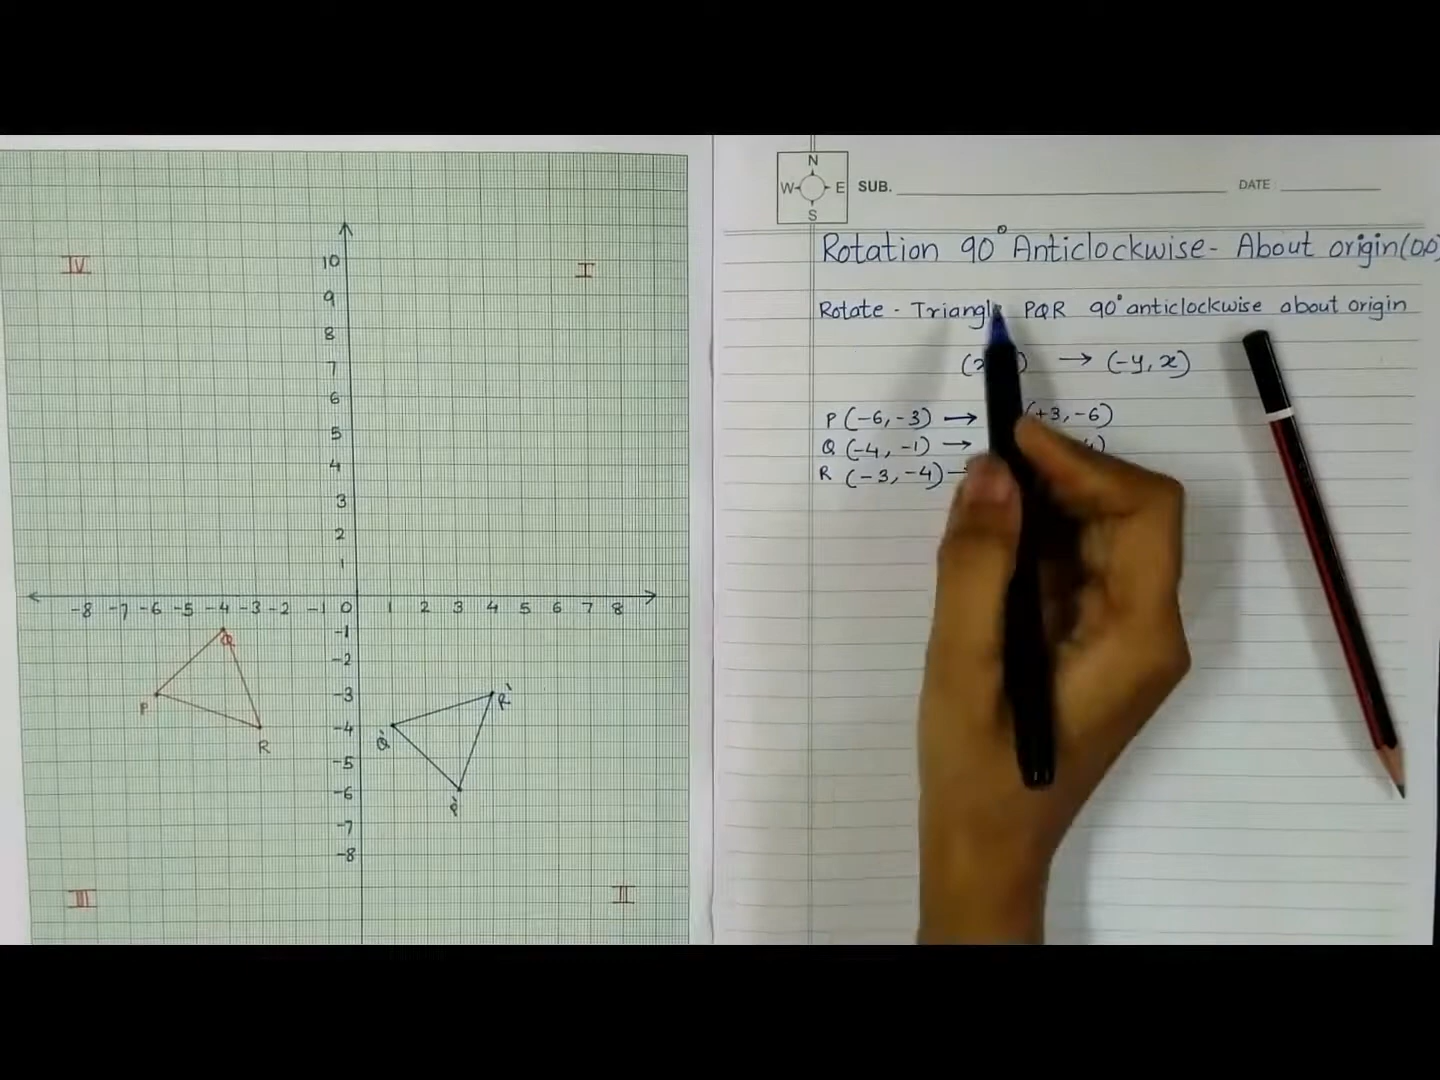 IV
I
10
9
8
7
6
5
4
3
2
1
-8 -7 -6 -5 -4 -3 -2 -1 0 1 2 3 4 5 6 7 8
-1
-2
-3
-4
-5
-6
-7
-8
Q
P
R
R'
Q'
P'
III
II
N
W E SUB. DATE :
S
Rotation 90° Anticlockwise - About origin(0,0)
Rotate - Triangle PQR 90° anticlockwise about origin
→ (-y, x)
P (-6, -3) → (+3, -6)
Q (-4, -1) →
R (-3, -4) →